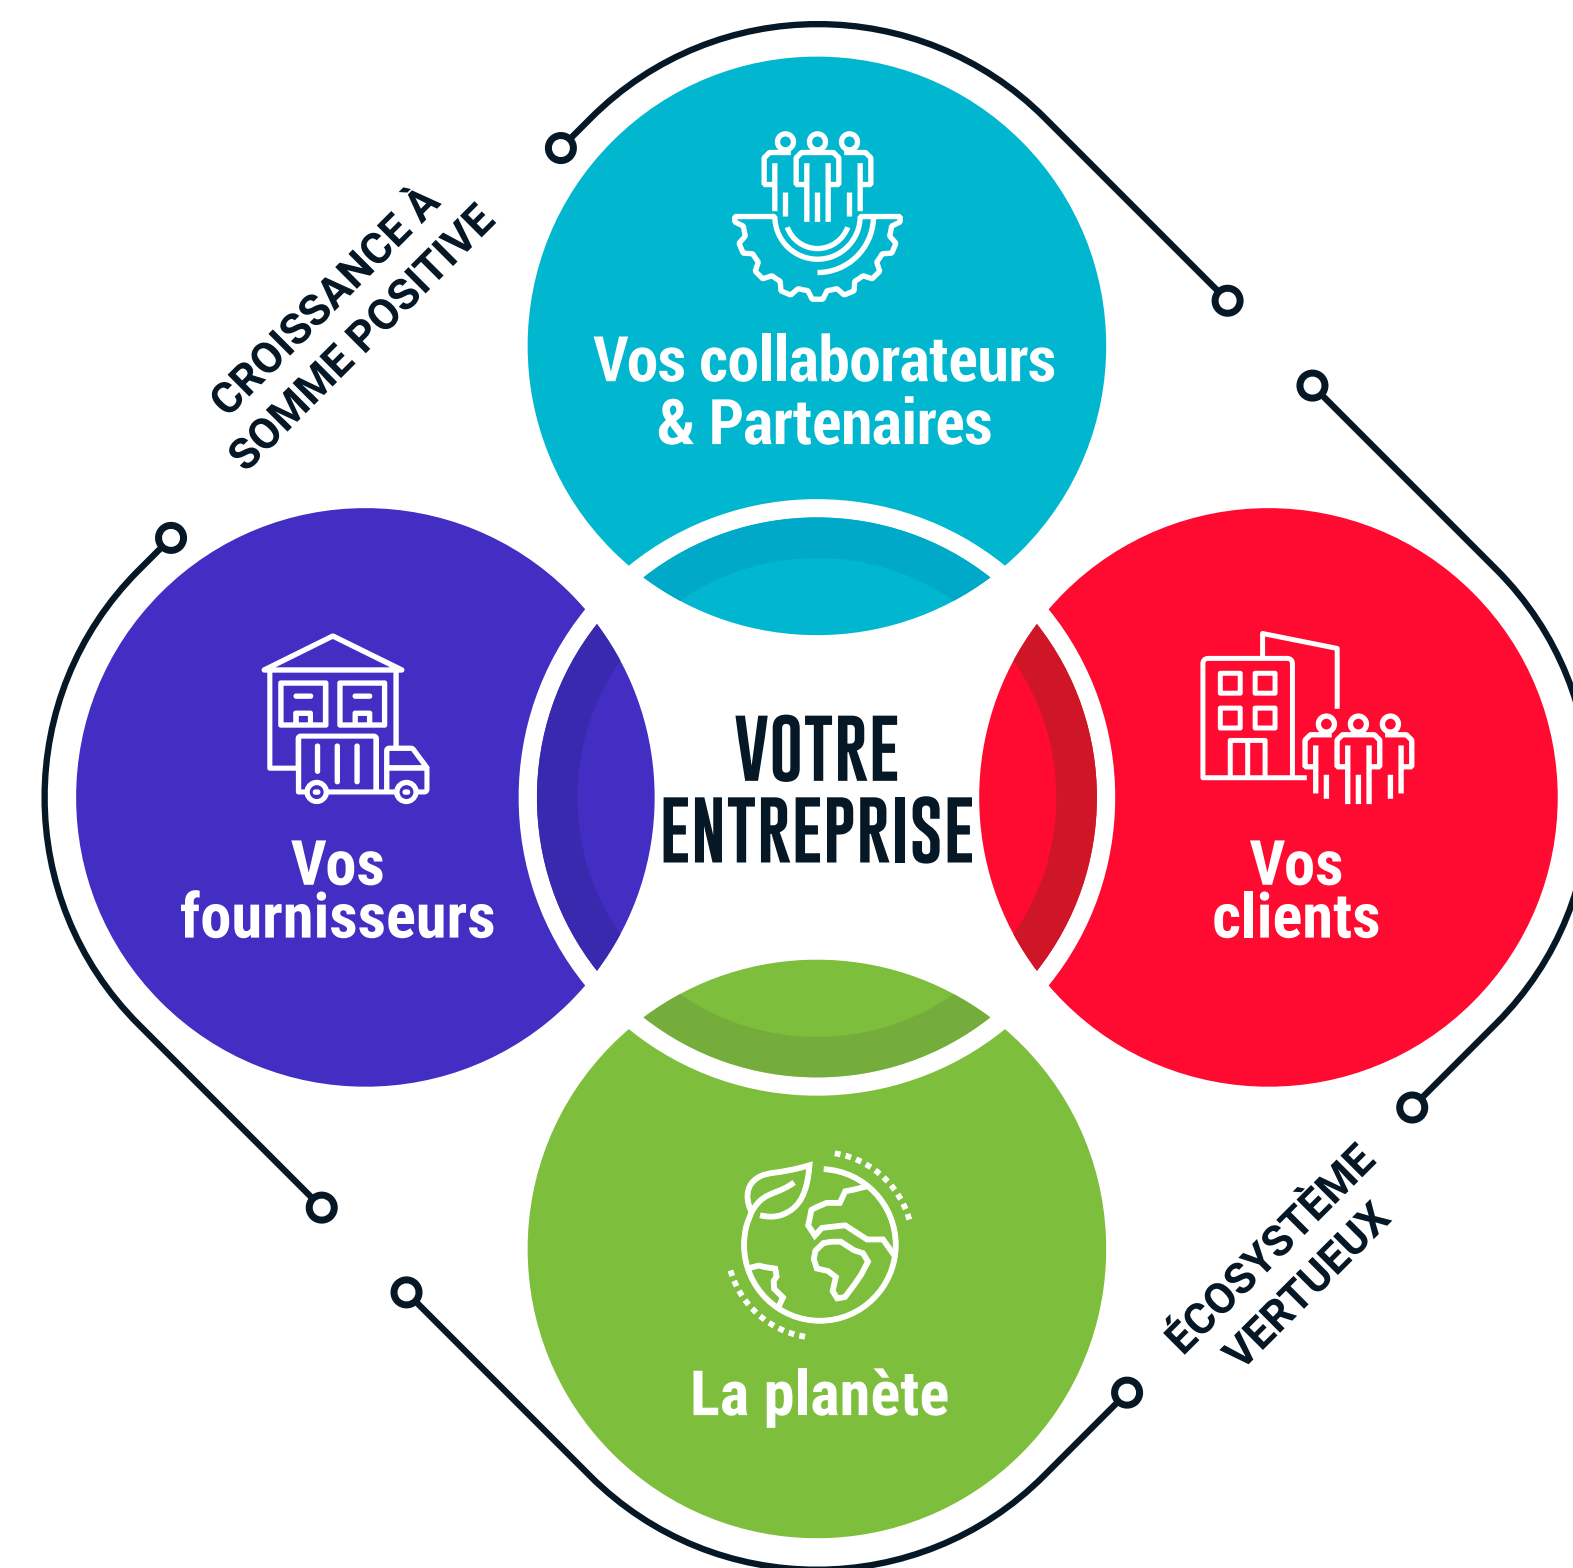 CROISSANCE À
SOMME POSITIVE
Vos collaborateurs
& Partenaires
Vos
fournisseurs
VOTRE
ENTREPRISE
Vos
clients
La planète
ÉCOSYSTÈME
VERTUEUX